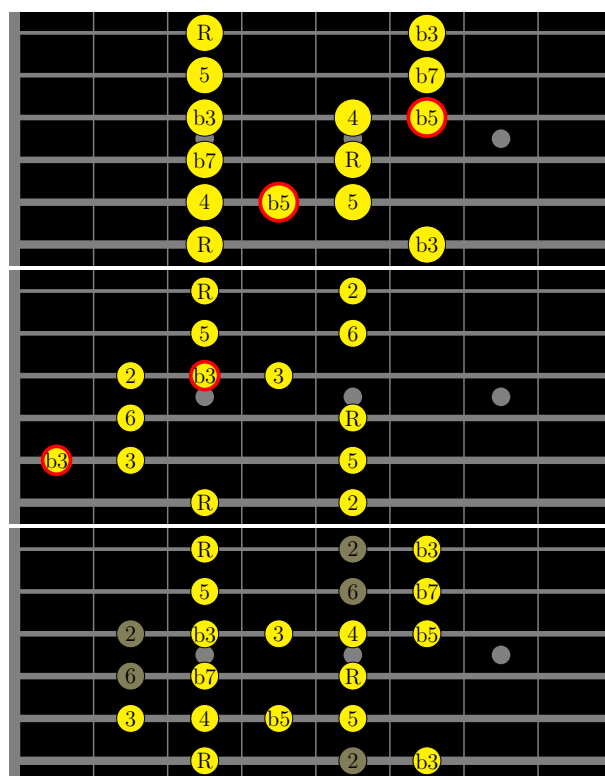 R b3
5 b7
b3 4 b5
b7 R
4 b5 5
R b3
R 2
5 6
2 b3 3
6 R
b3 3 5
R 2
R 2 b3
5 6 b7
2 b3 3 4 b5
6 b7 R
3 4 b5 5
R 2 b3